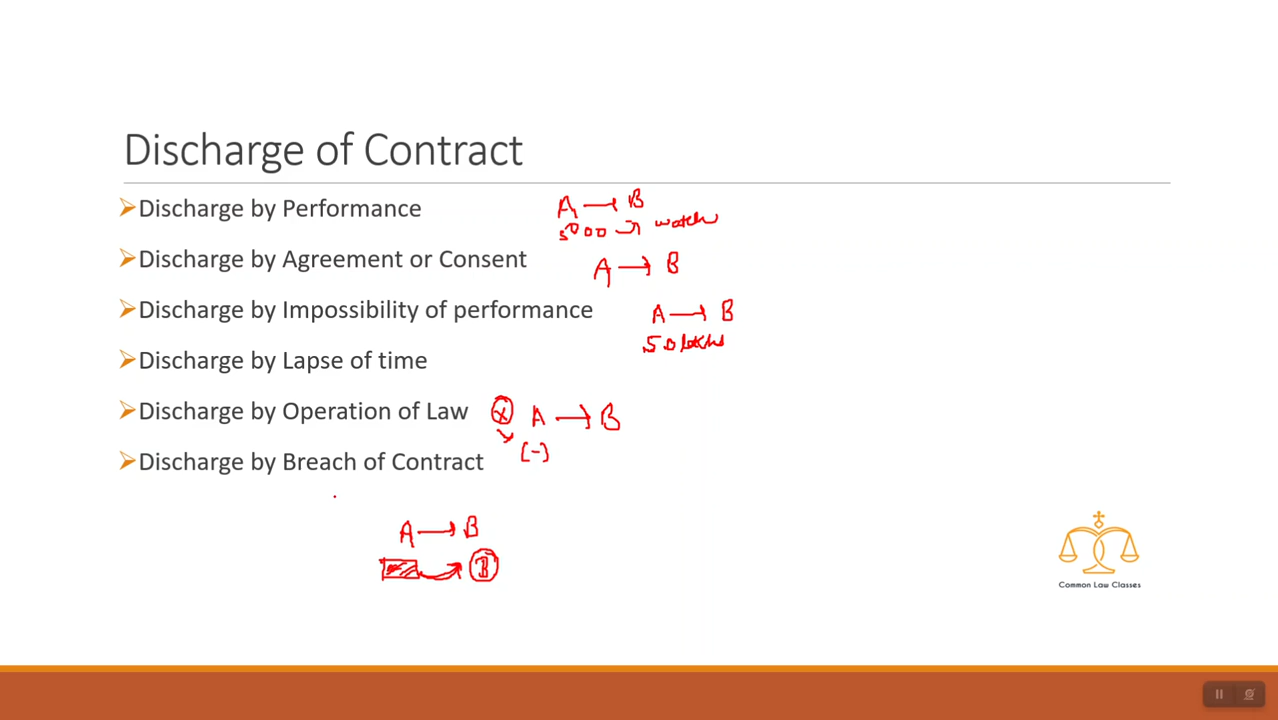 Discharge of Contract
Discharge by Performance
A → B
5000 watch
Discharge by Agreement or Consent
A → B
Discharge by Impossibility of performance
A → B
50 lakhs
Discharge by Lapse of time
Discharge by Operation of Law
A → B
[-]
Discharge by Breach of Contract
A → B
Common Law Classes